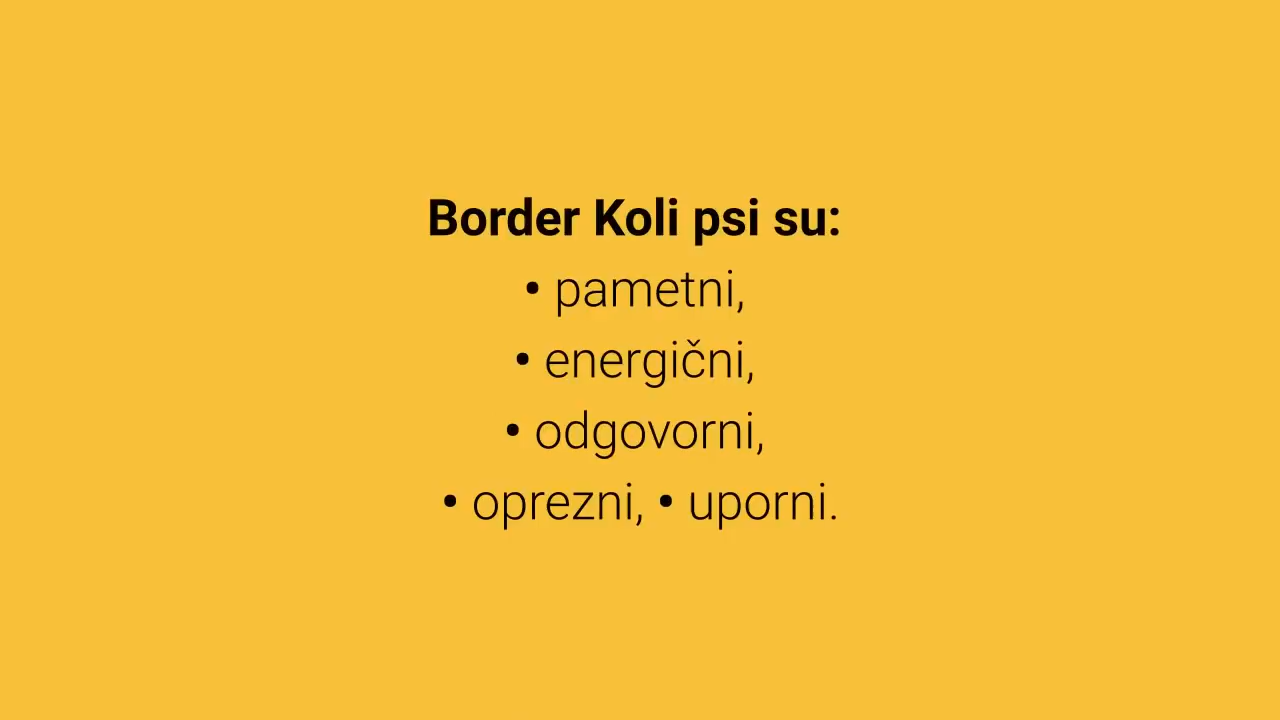 Border Koli psi su:
• pametni,
• energični,
• odgovorni,
• oprezni, • uporni.